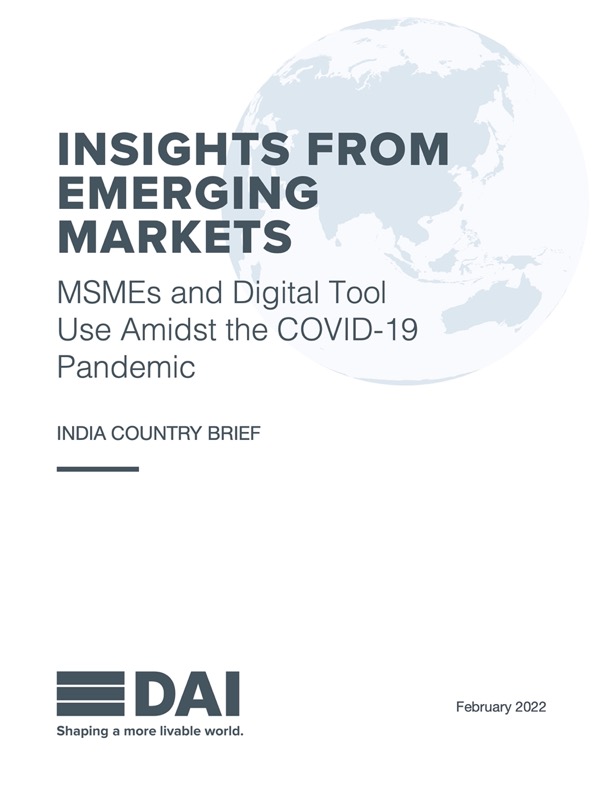 INSIGHTS FROM
EMERGING
MARKETS
MSMEs and Digital Tool
Use Amidst the COVID-19
Pandemic
INDIA COUNTRY BRIEF
DAI
Shaping a more livable world.
February 2022